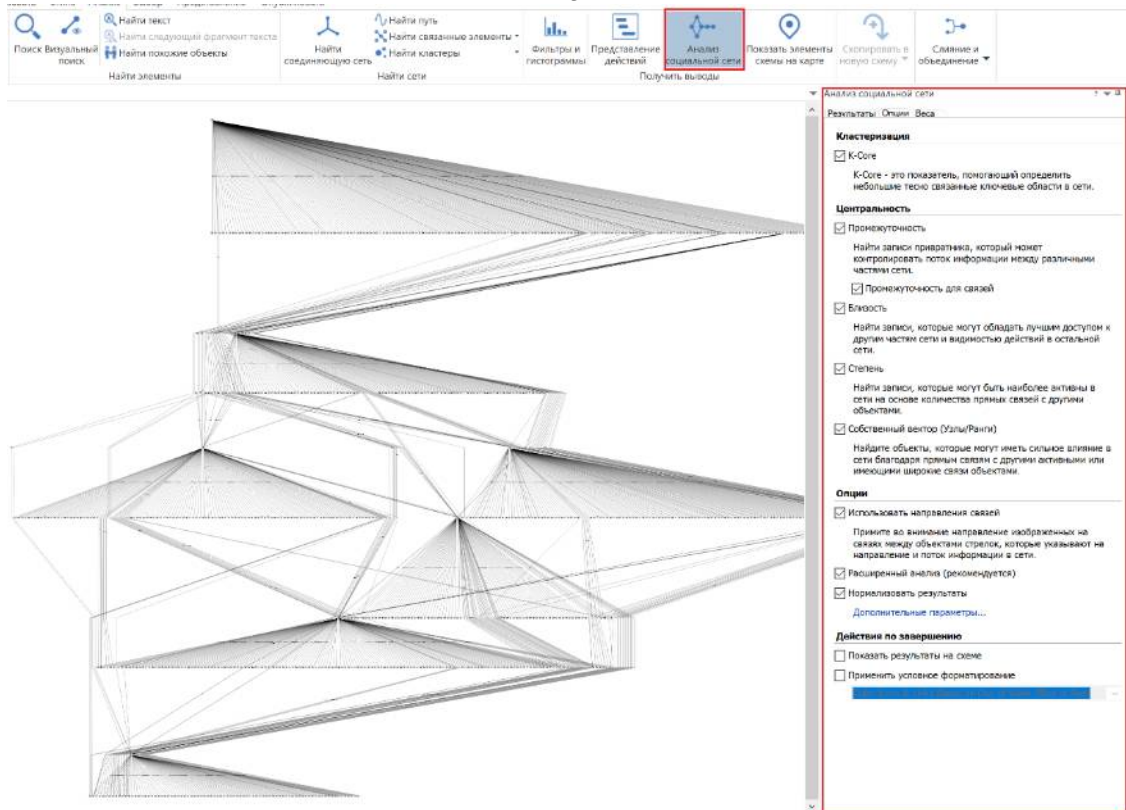 Найти текст
Найти следующий фрагмент текста
Найти похожие объекты
Поиск Визуальный поиск
Найти элементы
Найти соединяющую сеть
Найти путь
Найти связанные элементы
Найти кластеры
Найти сети
Фильтры и гистограммы
Представление действий
Анализ социальной сети
Показать элементы схемы на карте
Скопировать в новую схему
Слияние и объединение
Получить выводы
Анализ социальной сети
Результаты Опции Веса
Кластеризация
K-Core
K-Core - это показатель, помогающий определить
небольшие тесно связанные ключевые области в сети.
Центральность
Промежуточность
Найти записи привратника, который может
контролировать поток информации между различными
частями сети.
Промежуточность для связей
Близость
Найти записи, которые могут обладать лучшим доступом к
другим частям сети и видимостью действий в остальной
сети.
Степень
Найти записи, которые могут быть наиболее активны в
сети на основе количества прямых связей с другими
объектами.
Собственный вектор (Узлы/Ранги)
Найдите объекты, которые могут иметь сильное влияние в
сети благодаря прямым связям с другими активными или
имеющими широкие связи объектами.
Опции
Использовать направления связей
Примите во внимание направление изображенных на
связях между объектами стрелок, которые указывают на
направление и поток информации в сети.
Расширенный анализ (рекомендуется)
Нормализовать результаты
Дополнительные параметры...
Действия по завершению
Показать результаты на схеме
Применить условное форматирование